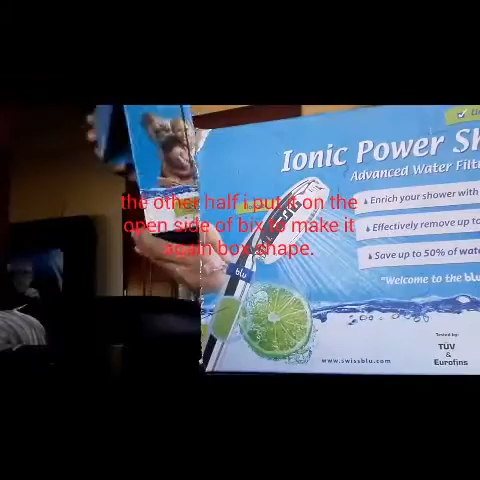 Ionic Power Sh
Advanced Water Filt
Enrich your shower with
Effectively remove up to
Save up to 50% of wate
"Welcome to the blu
the other half i put it on the
open side of bix to make it
again box shape.
blu
www.swissblu.com
Tested by:
TÜV
&
Eurofins